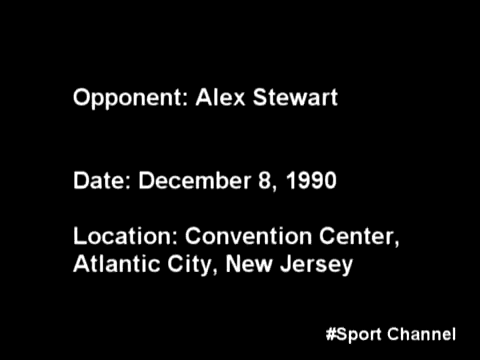 Opponent: Alex Stewart
Date: December 8, 1990
Location: Convention Center,
Atlantic City, New Jersey
#Sport Channel